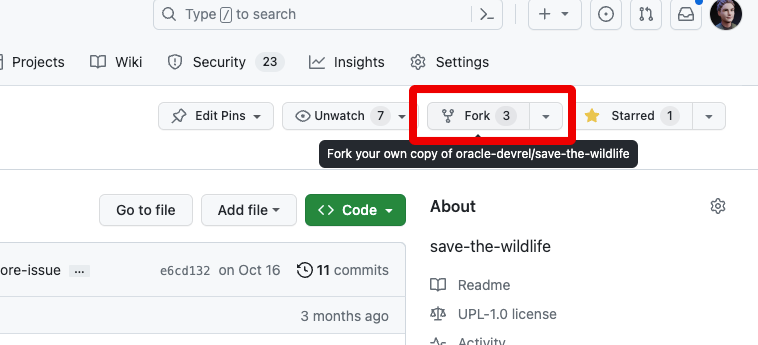 Type / to search
Projects Wiki Security 23 Insights Settings
Edit Pins Unwatch 7 Fork 3 Starred 1
Fork your own copy of oracle-devrel/save-the-wildlife
Go to file Add file <> Code About
save-the-wildlife
ore-issue ... e6cd132 on Oct 16 11 commits
Readme
3 months ago UPL-1.0 license
Activity